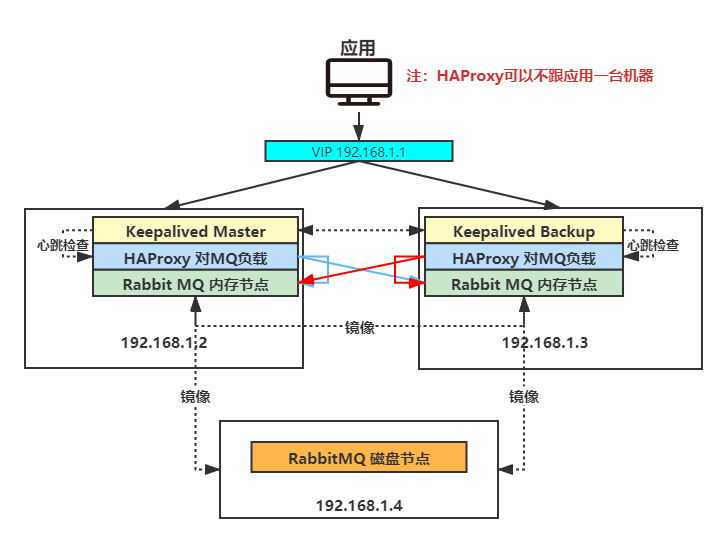 应用
注：HAProxy可以不跟应用一台机器
VIP 192.168.1.1
Keepalived Master
心跳检查
HAProxy 对MQ负载
Rabbit MQ 内存节点
192.168.1.2
Keepalived Backup
心跳检查
HAProxy 对MQ负载
Rabbit MQ 内存节点
192.168.1.3
镜像
镜像
镜像
RabbitMQ 磁盘节点
192.168.1.4